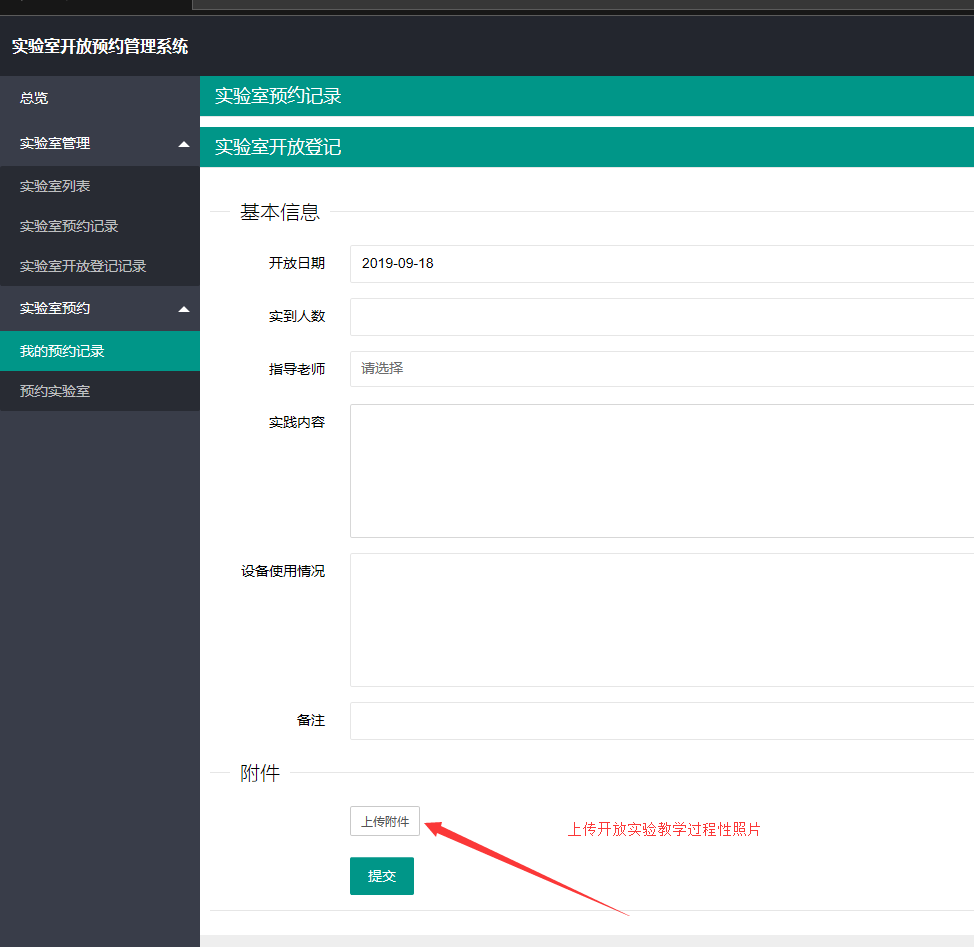 实验室开放预约管理系统
总览
实验室管理
实验室列表
实验室预约记录
实验室开放登记记录
实验室预约
我的预约记录
预约实验室
实验室预约记录
实验室开放登记
基本信息
开放日期 2019-09-18
实到人数
指导老师 请选择
实践内容
设备使用情况
备注
附件
上传附件
上传开放实验教学过程性照片
提交